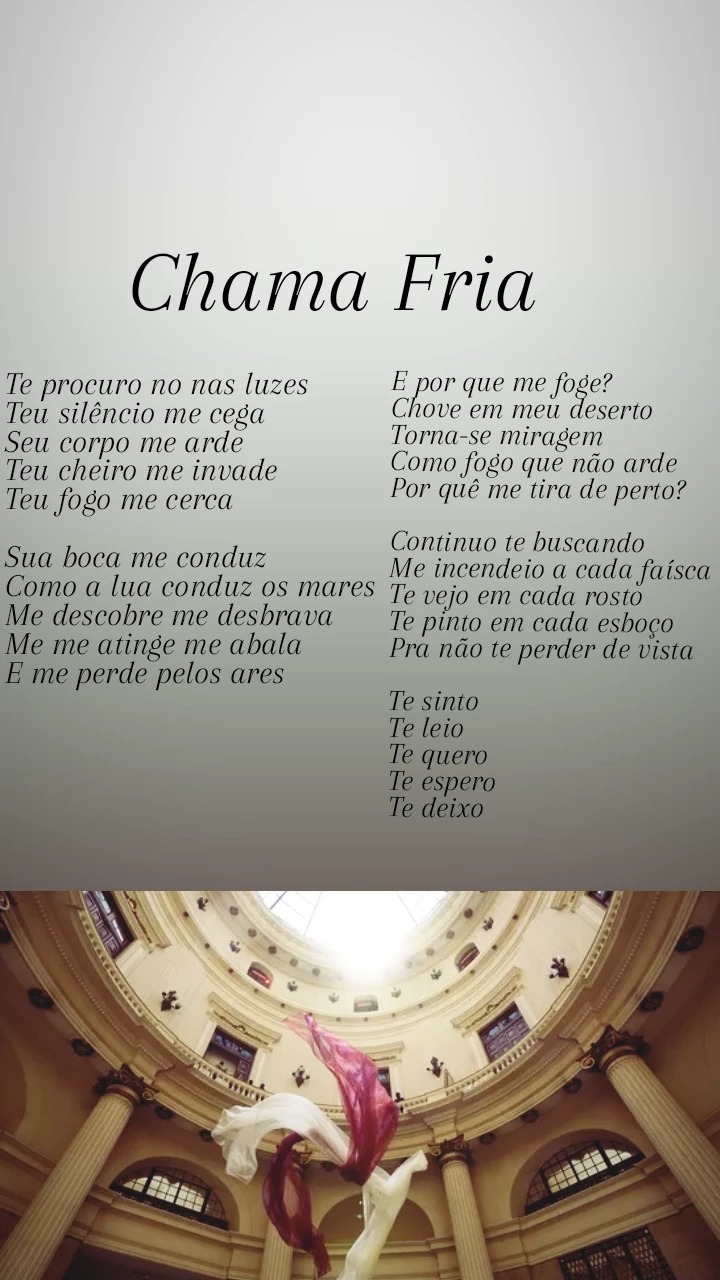 Chama Fria
Te procuro no nas luzes
Teu silêncio me cega
Seu corpo me arde
Teu cheiro me invade
Teu fogo me cerca
Sua boca me conduz
Como a lua conduz os mares
Me descobre me desbrava
Me me atinge me abala
E me perde pelos ares
E por que me foge?
Chove em meu deserto
Torna-se miragem
Como fogo que não arde
Por quê me tira de perto?
Continuo te buscando
Me incendeio a cada faísca
Te vejo em cada rosto
Te pinto em cada esboço
Pra não te perder de vista
Te sinto
Te leio
Te quero
Te espero
Te deixo